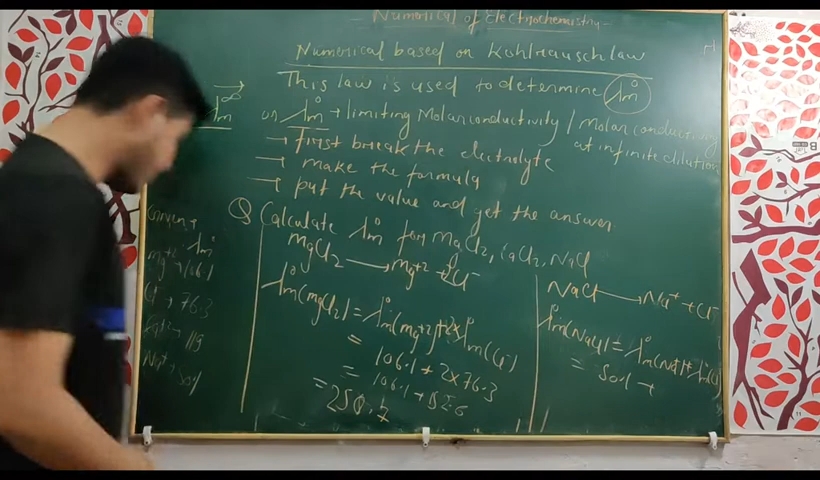 Numerical of electrochemistry
Numerical based on Kohlrausch law
This law is used to determine Λ°m
Λ∞m or Λ°m → limiting Molar conductivity / Molar conductivity
at infinite dilution
→ first break the electrolyte
→ make the formula
→ put the value and get the answer
Q Calculate Λ°m for MgCl2, CaCl2, NaCl
Λ°m
Mg+2 → 106.1
Cl- → 76.3
→ 119
Na+ → 50.1
MgCl2 → Mg+2 + 2Cl-
Λ°m(MgCl2) = Λ°m(Mg+2) + 2×Λ°m(Cl-)
= 106.1 + 2×76.3
= 106.1 + 152.6
= 258.7
NaCl → Na+ + Cl-
Λ°m(NaCl) = Λ°m(Na+) + Λ°m(Cl-)
= 50.1 +